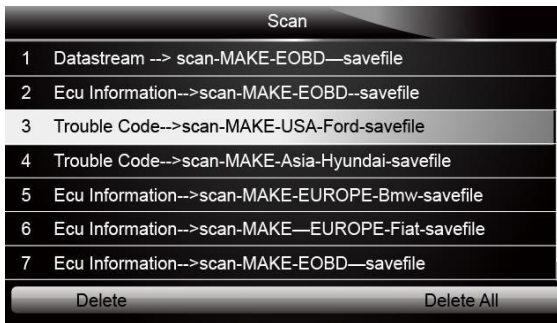 Scan
1 Datastream --> scan-MAKE-EOBD—savefile
2 Ecu Information-->scan-MAKE-EOBD--savefile
3 Trouble Code-->scan-MAKE-USA-Ford-savefile
4 Trouble Code-->scan-MAKE-Asia-Hyundai-savefile
5 Ecu Information-->scan-MAKE-EUROPE-Bmw-savefile
6 Ecu Information-->scan-MAKE—EUROPE-Fiat-savefile
7 Ecu Information-->scan-MAKE-EOBD—savefile
Delete Delete All